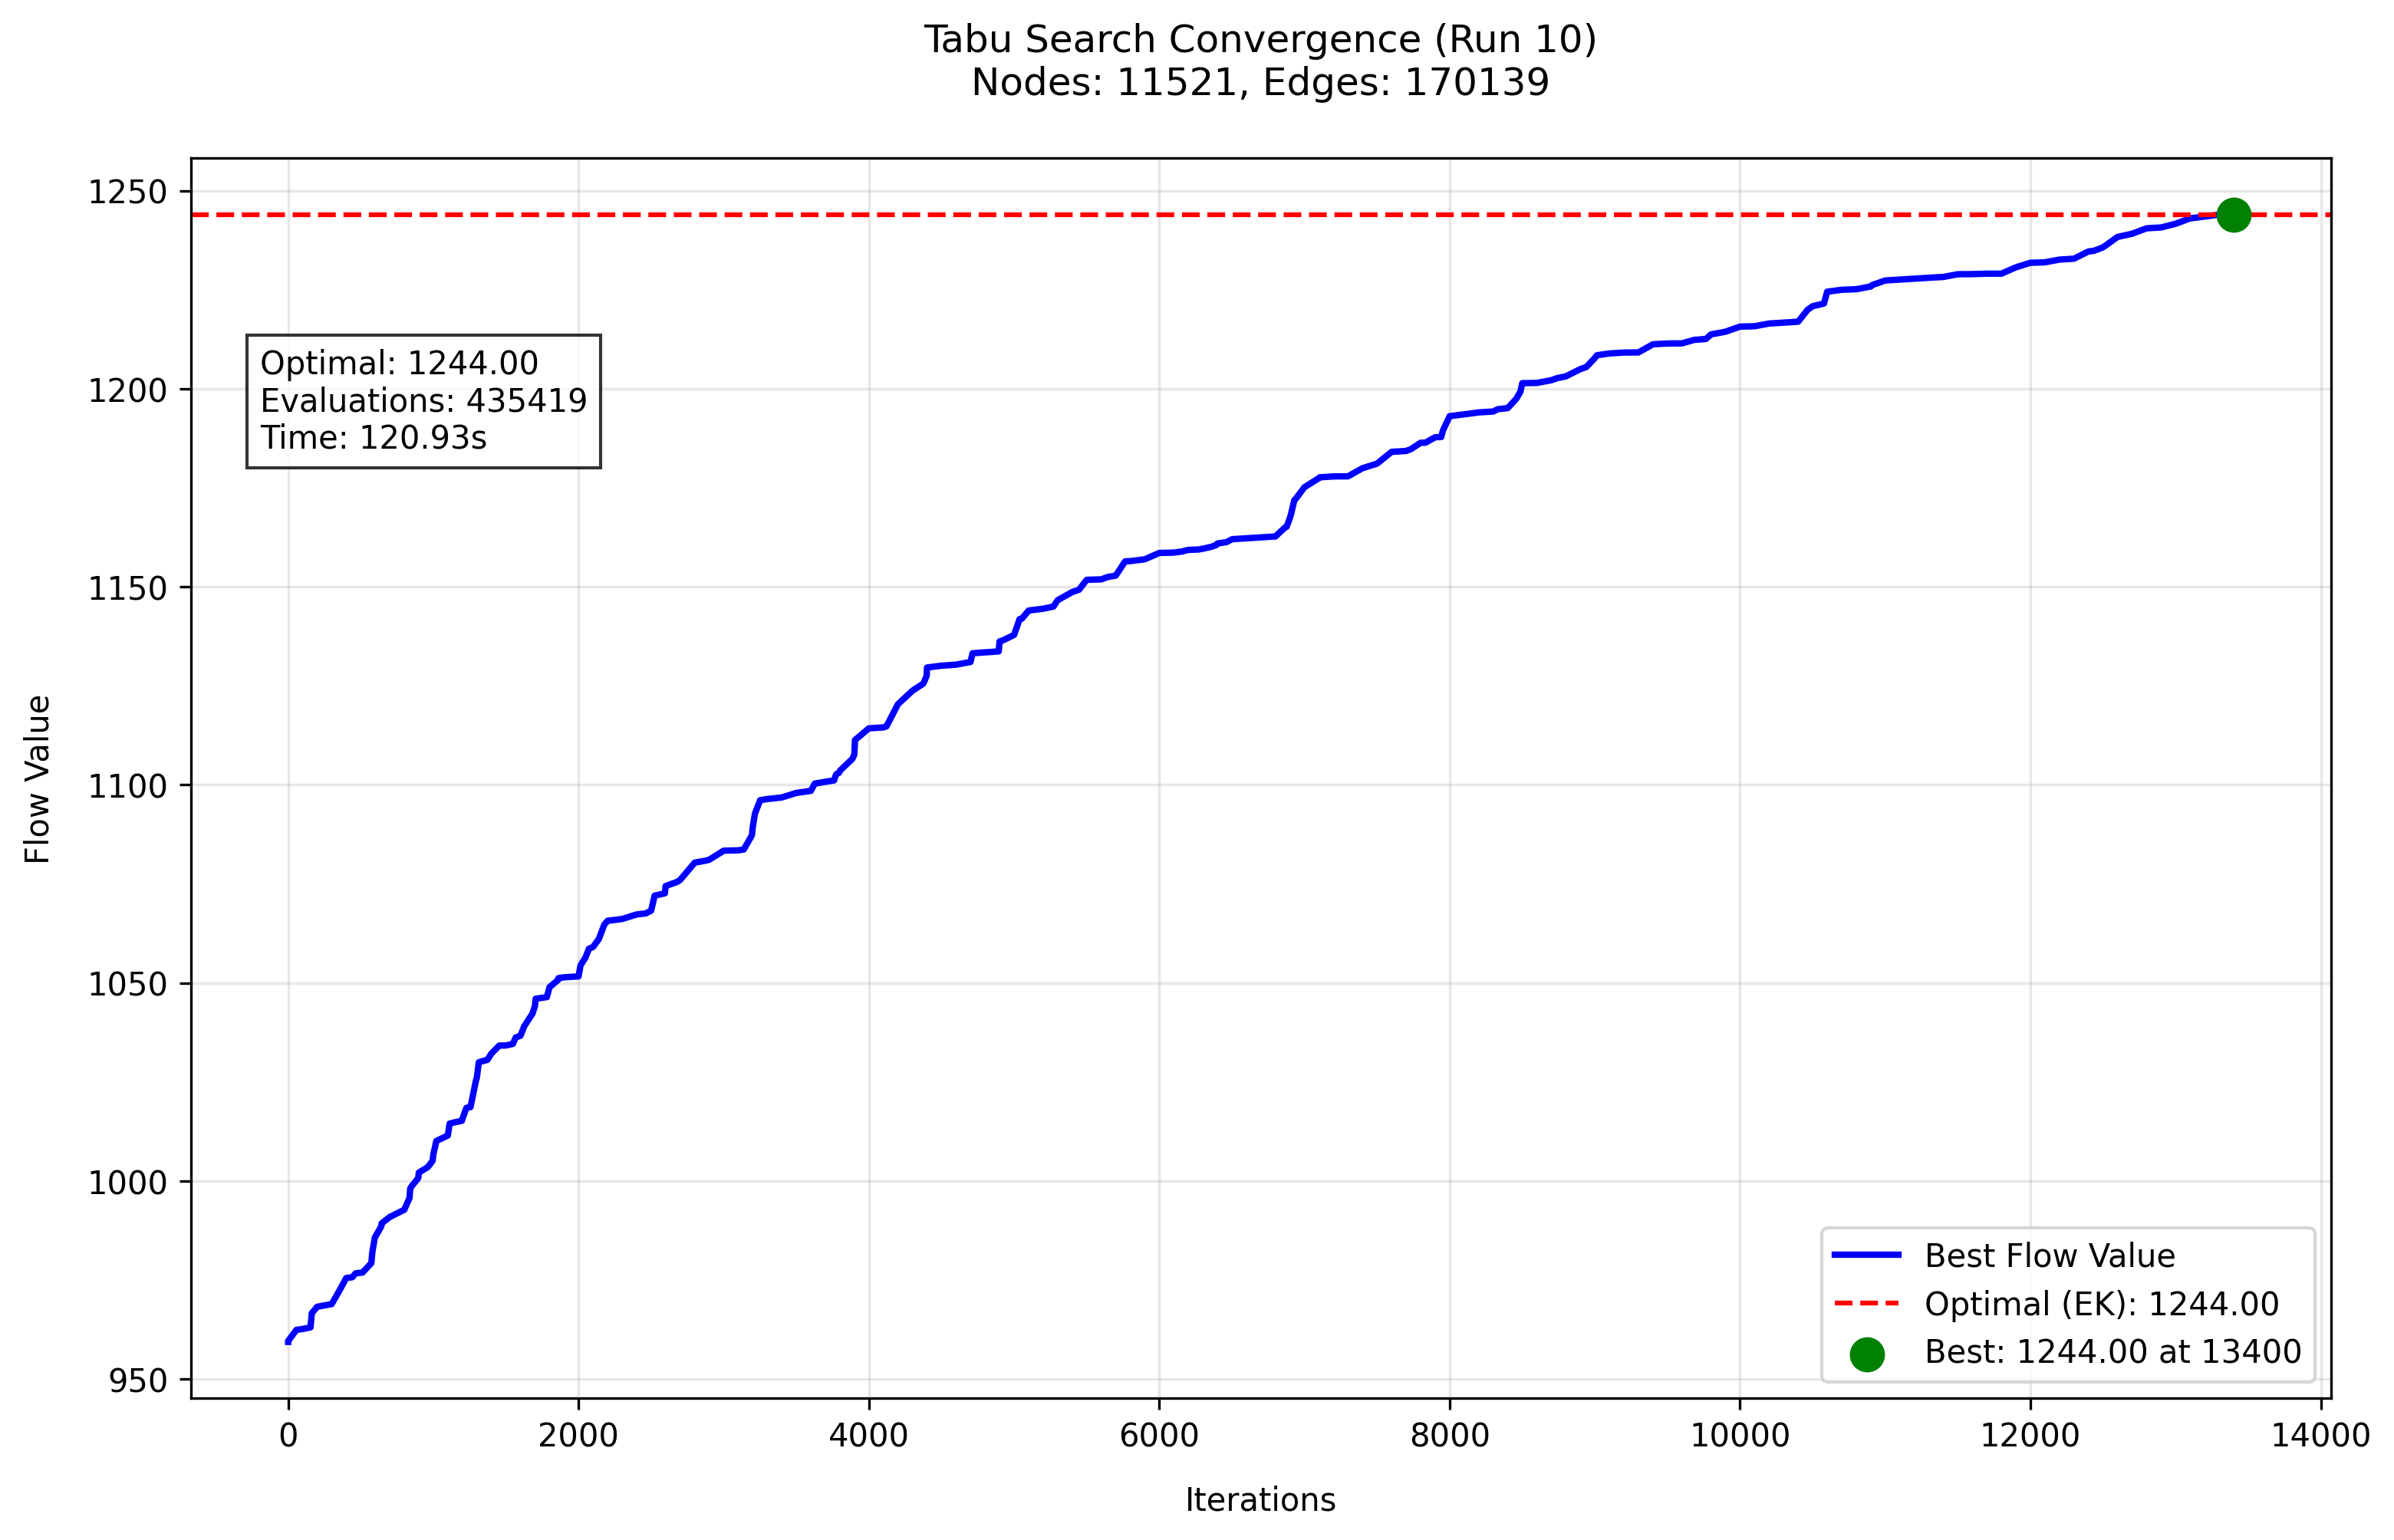 Tabu Search Convergence (Run 10)
Nodes: 11521, Edges: 170139
Flow Value
1250
1200
1150
1100
1050
1000
950
Optimal: 1244.00
Evaluations: 435419
Time: 120.93s
Best Flow Value
Optimal (EK): 1244.00
Best: 1244.00 at 13400
0 2000 4000 6000 8000 10000 12000 14000
Iterations